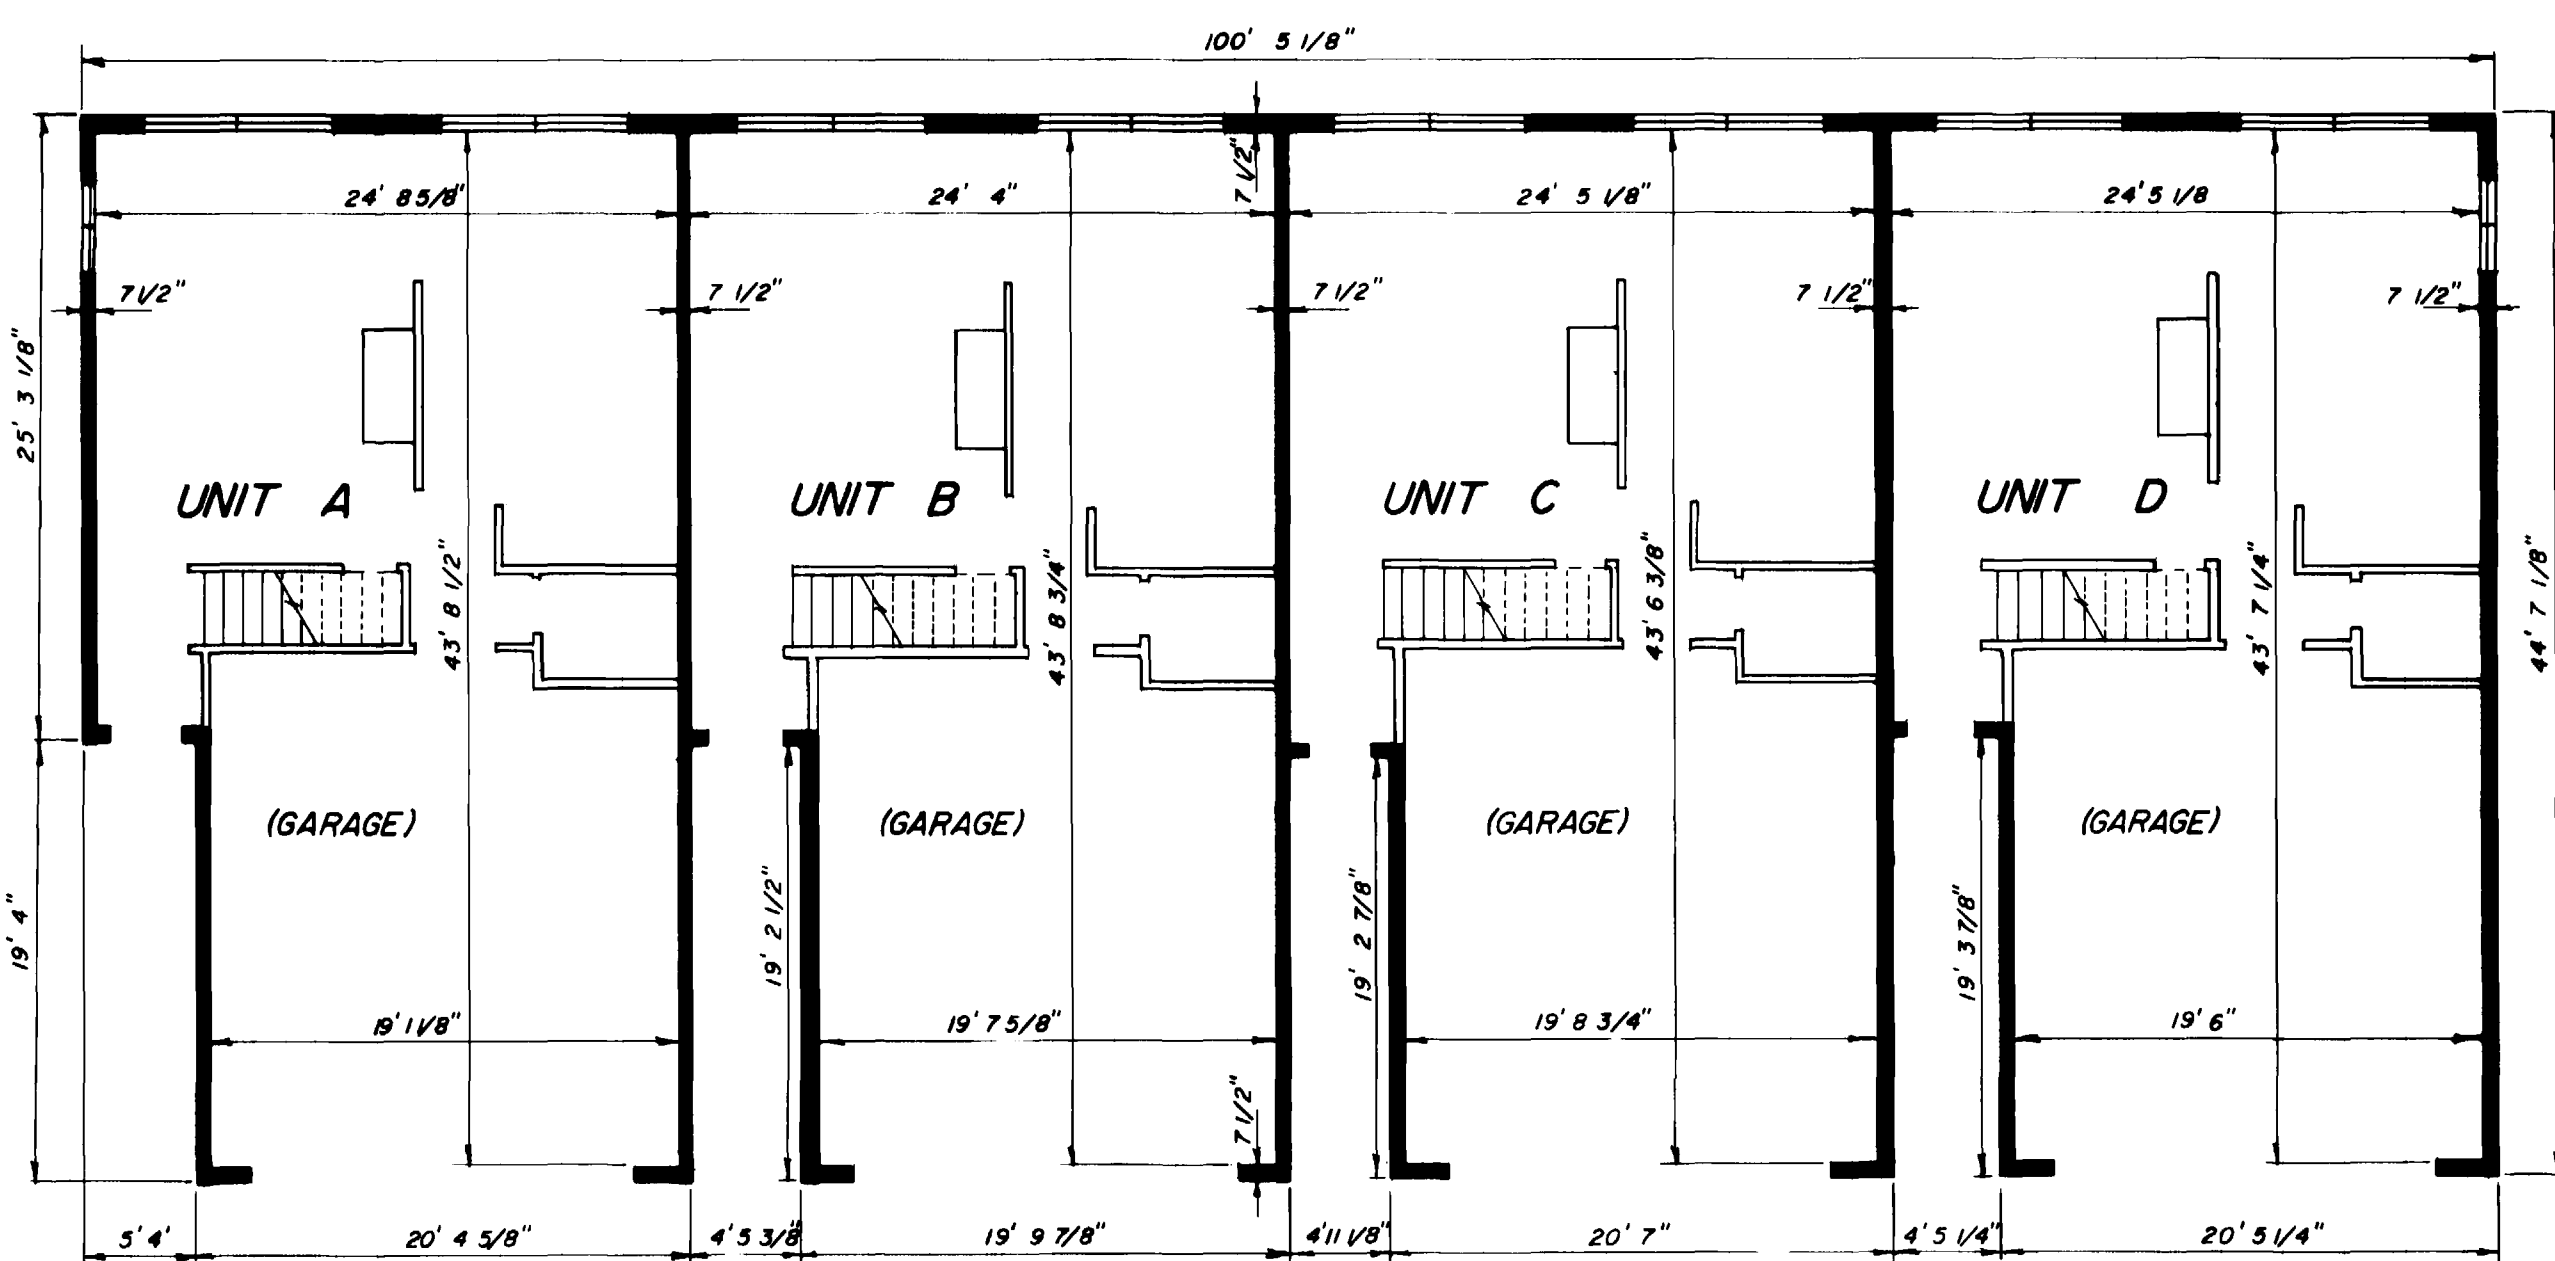 100' 5 1/8"
7 1/2"
24' 8 5/8"
24' 4"
24' 5 1/8"
24' 5 1/8
7 1/2"
7 1/2"
7 1/2"
7 1/2"
7 1/2"
25' 3 1/8"
UNIT A
UNIT B
UNIT C
UNIT D
43' 8 1/2"
43' 8 3/4"
43' 6 3/8"
43' 7 1/4"
44' 7 1/8"
(GARAGE)
(GARAGE)
(GARAGE)
(GARAGE)
19' 4"
19' 2 1/2"
19' 2 7/8"
19' 3 7/8"
19' 1 1/8"
19' 7 5/8"
19' 8 3/4"
19' 6"
7 1/2"
5' 4'
20' 4 5/8"
4' 5 3/8"
19' 9 7/8"
4' 11 1/8"
20' 7"
4' 5 1/4"
20' 5 1/4"